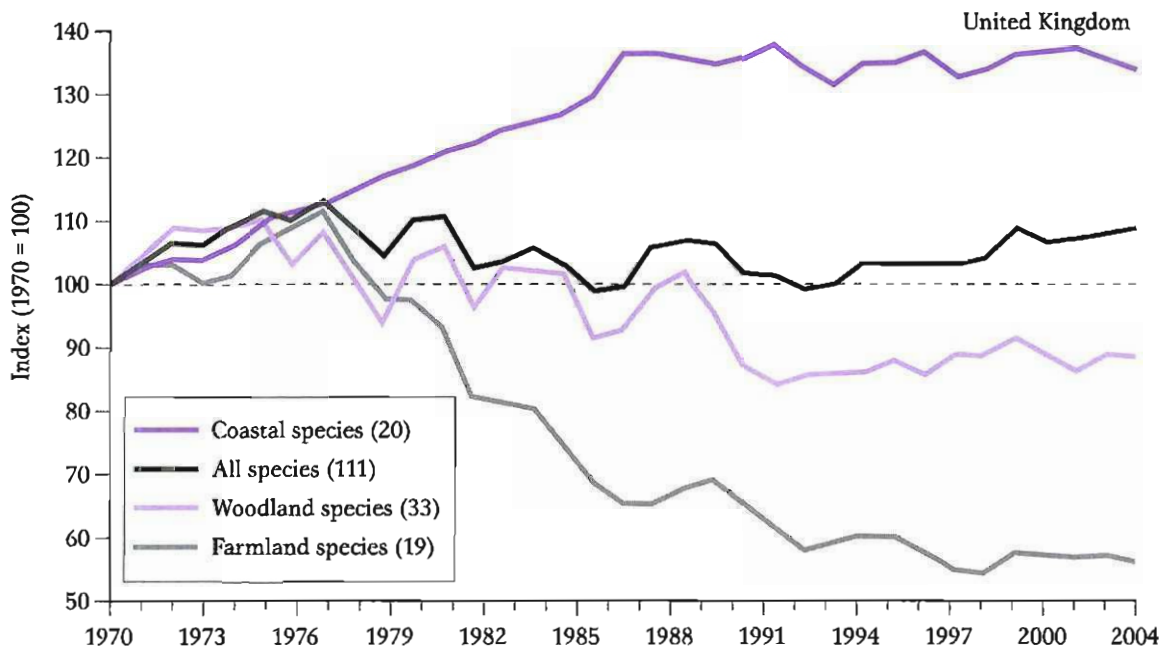 United Kingdom
140
130
120
110
100
90
80
70
60
50
Index (1970 = 100)
Coastal species (20)
All species (111)
Woodland species (33)
Farmland species (19)
1970 1973 1976 1979 1982 1985 1988 1991 1994 1997 2000 2004